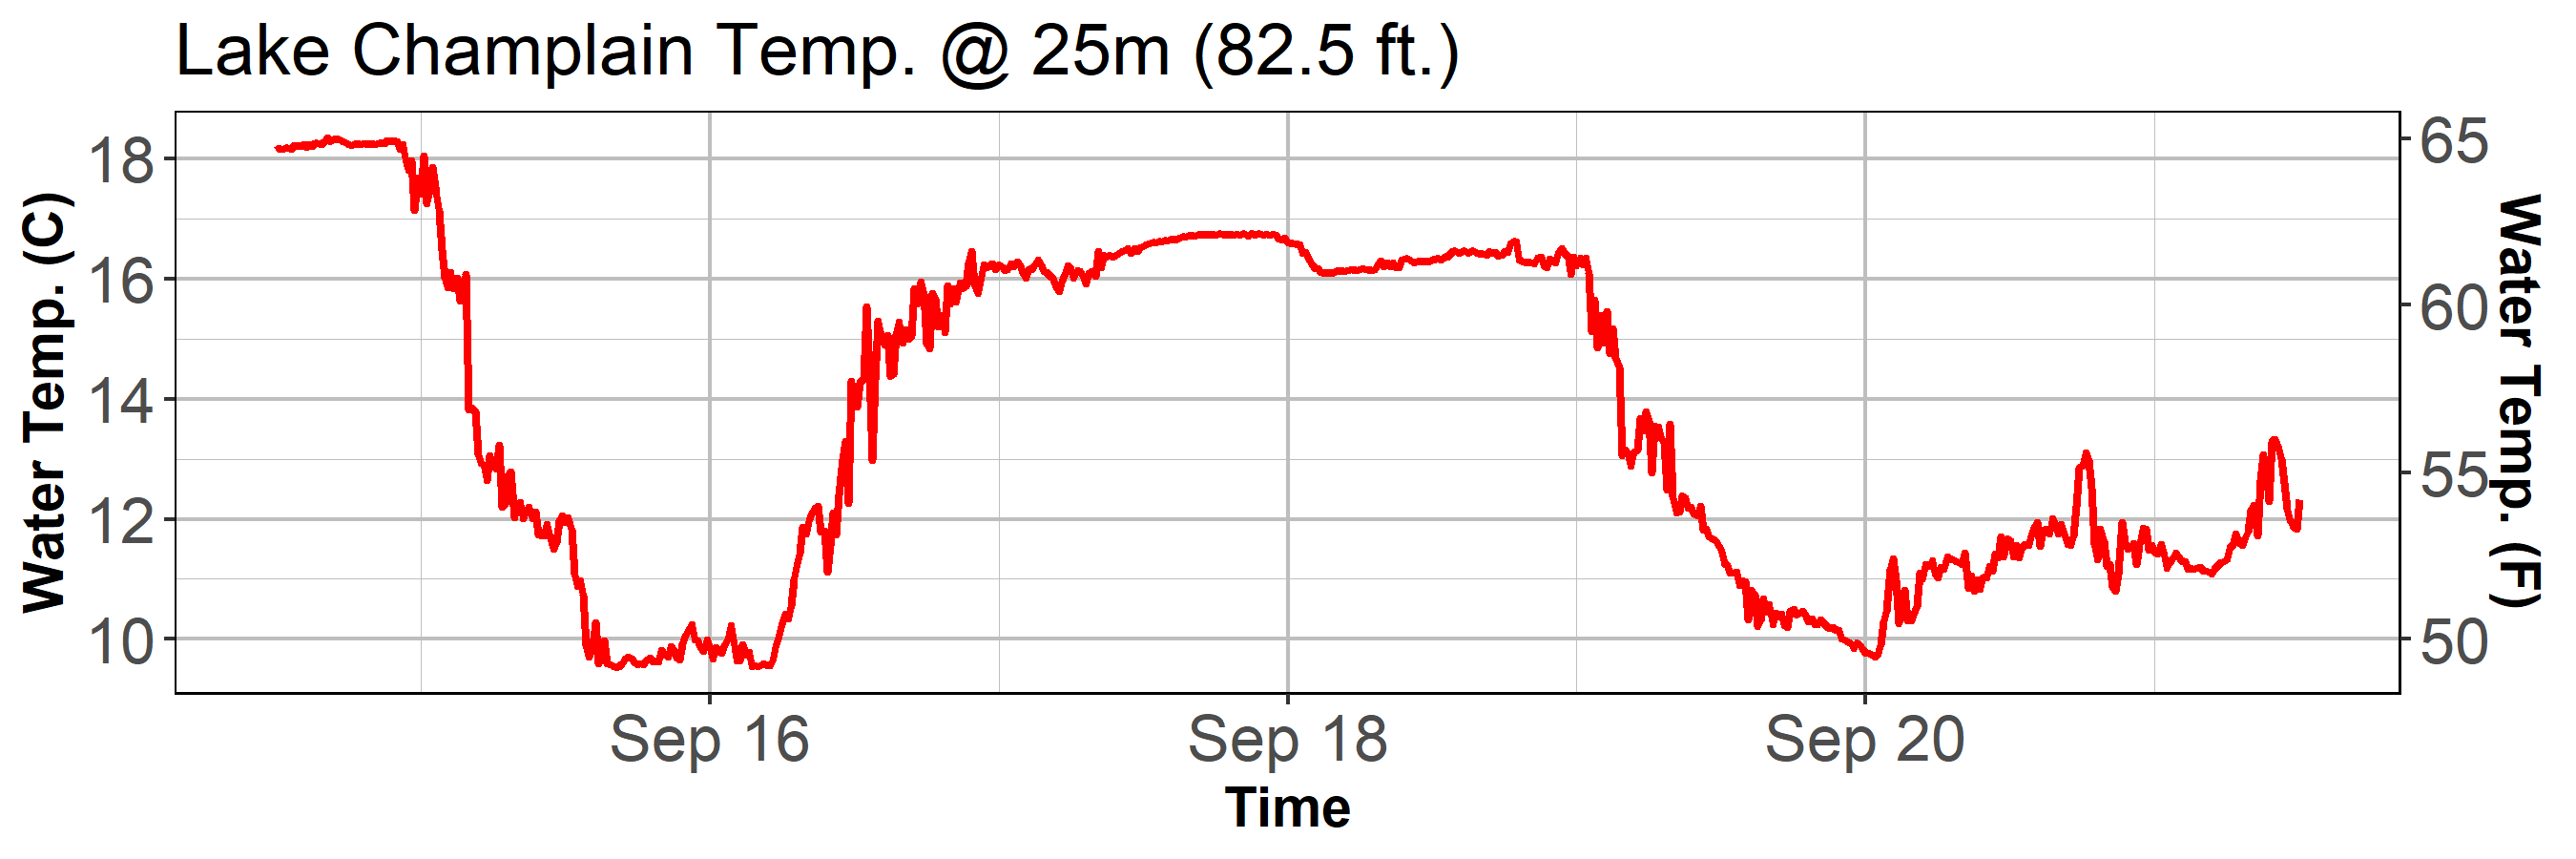 Lake Champlain Temp. @ 25m (82.5 ft.)
Water Temp. (C)
18
16
14
12
10
65
60
55
50
Water Temp. (F)
Sep 16
Sep 18
Sep 20
Time